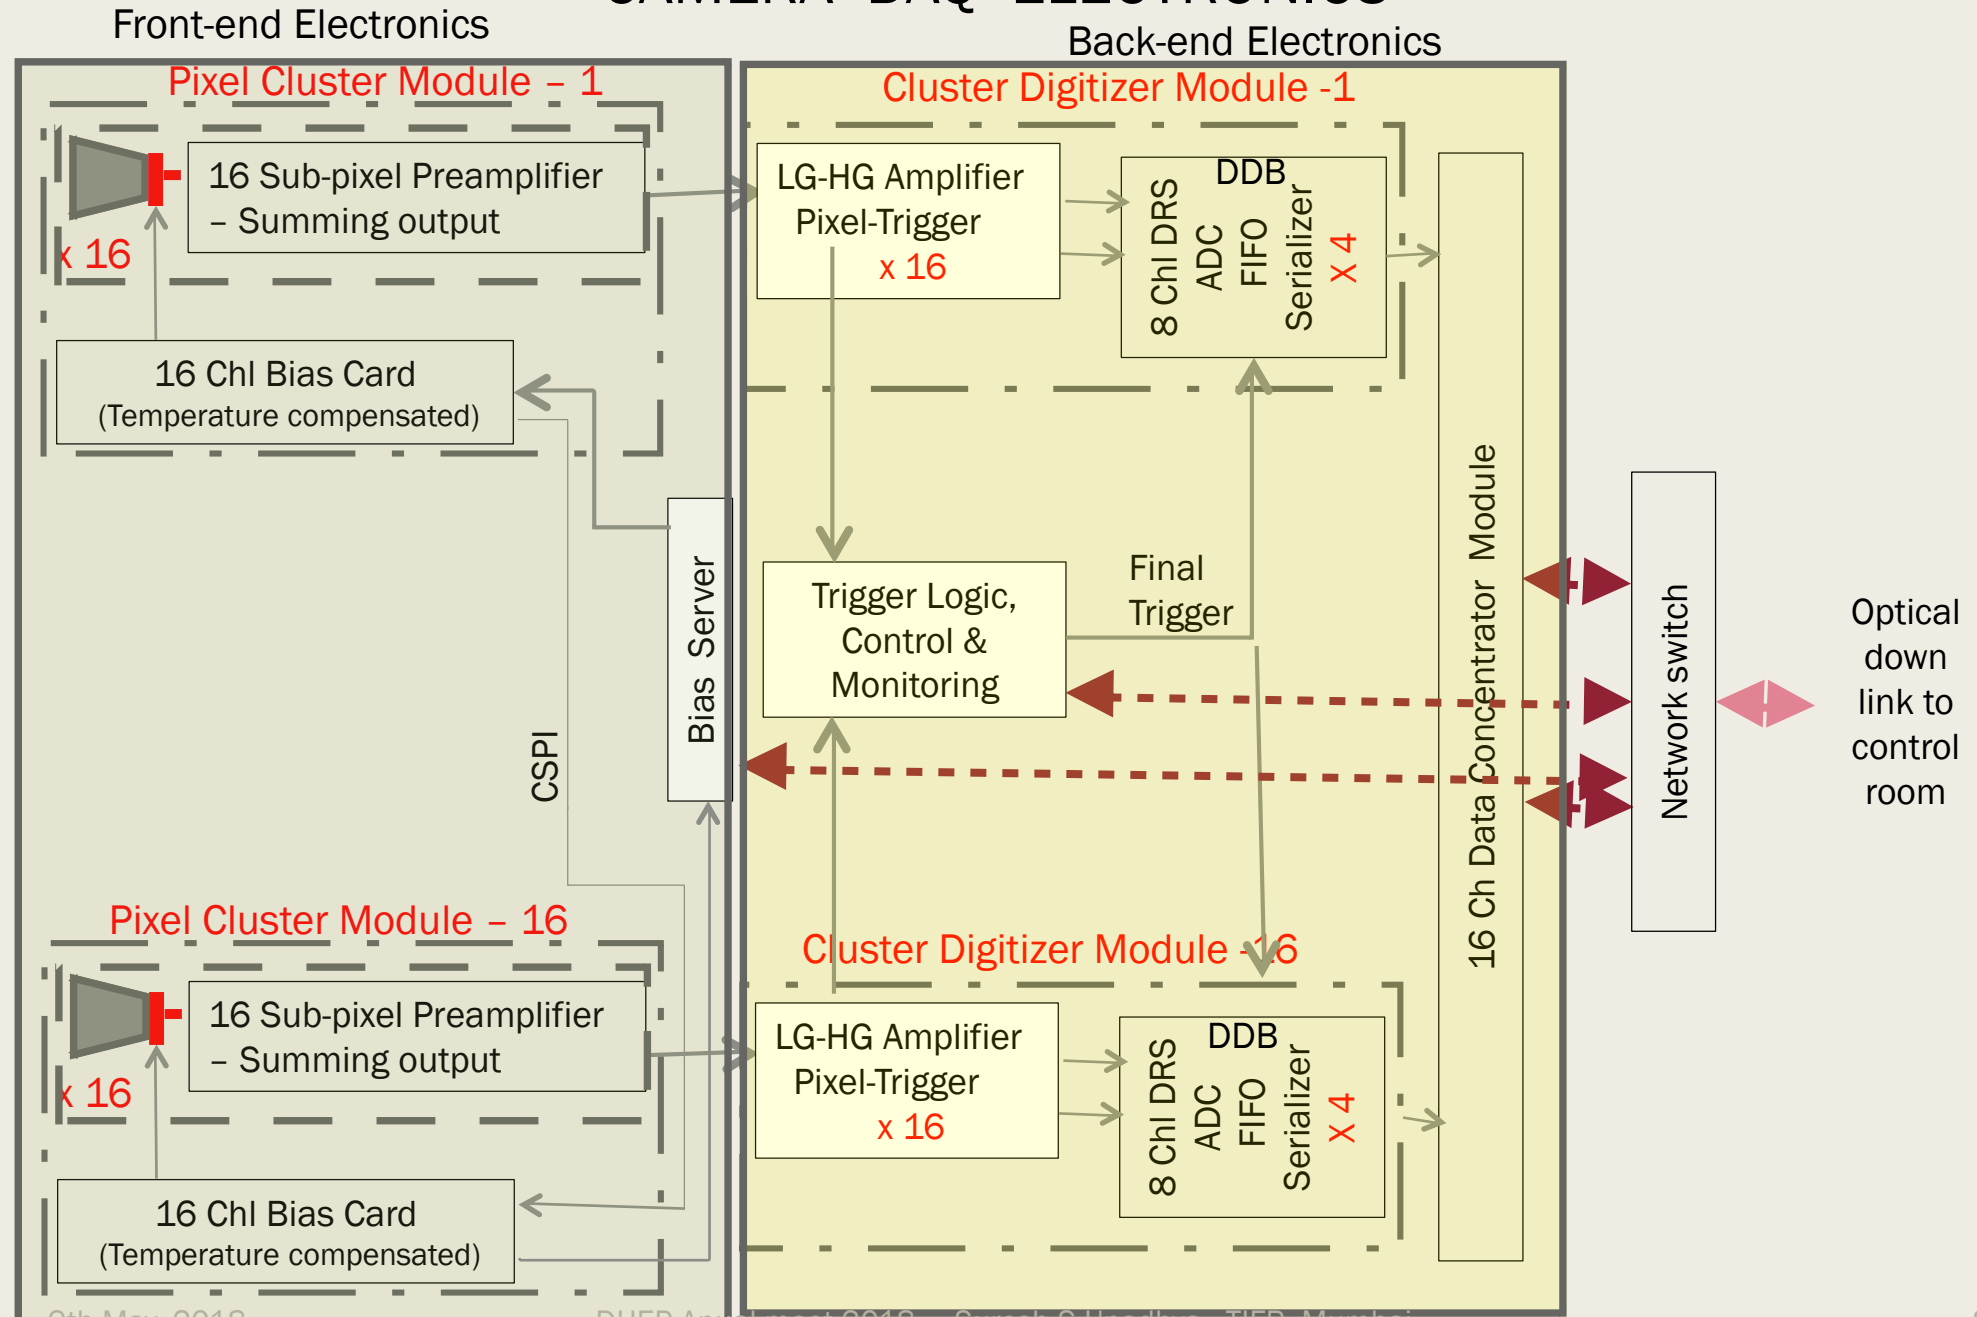 CAMERA DAQ ELECTRONICS
Front-end Electronics
Back-end Electronics
Pixel Cluster Module – 1
16 Sub-pixel Preamplifier
– Summing output
x 16
16 Chl Bias Card
(Temperature compensated)
Cluster Digitizer Module -1
LG-HG Amplifier
Pixel-Trigger
x 16
DDB
8 Chl DRS
ADC
FIFO
Serializer
X 4
Bias Server
CSPI
Trigger Logic,
Control &
Monitoring
Final
Trigger
16 Ch Data Concentrator Module
Network switch
Optical
down
link to
control
room
Pixel Cluster Module – 16
16 Sub-pixel Preamplifier
– Summing output
x 16
16 Chl Bias Card
(Temperature compensated)
Cluster Digitizer Module -16
LG-HG Amplifier
Pixel-Trigger
x 16
DDB
8 Chl DRS
ADC
FIFO
Serializer
X 4